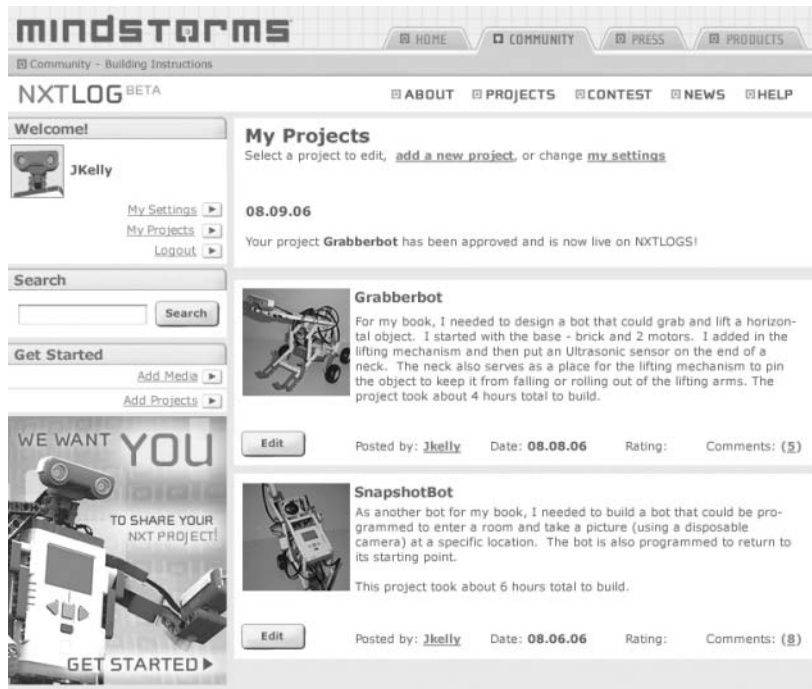 mindstorms
HOME
COMMUNITY
PRESS
PRODUCTS
Community - Building Instructions
NXTLOG BETA
ABOUT
PROJECTS
CONTEST
NEWS
HELP
Welcome!
JKelly
My Settings
My Projects
Logout
Search
Search
Get Started
Add Media
Add Projects
WE WANT YOU
TO SHARE YOUR
NXT PROJECT!
GET STARTED
My Projects
Select a project to edit, add a new project, or change my settings
08.09.06
Your project Grabberbot has been approved and is now live on NXTLOGS!
Grabberbot
For my book, I needed to design a bot that could grab and lift a horizon-
tal object. I started with the base - brick and 2 motors. I added in the
lifting mechanism and then put an Ultrasonic sensor on the end of a
neck. The neck also serves as a place for the lifting mechanism to pin
the object to keep it from falling or rolling out of the lifting arms. The
project took about 4 hours total to build.
Edit
Posted by: Jkelly Date: 08.08.06 Rating: Comments: (5)
SnapshotBot
As another bot for my book, I needed to build a bot that could be pro-
grammed to enter a room and take a picture (using a disposable
camera) at a specific location. The bot is also programmed to return to
its starting point.
This project took about 6 hours total to build.
Edit
Posted by: Jkelly Date: 08.06.06 Rating: Comments: (8)